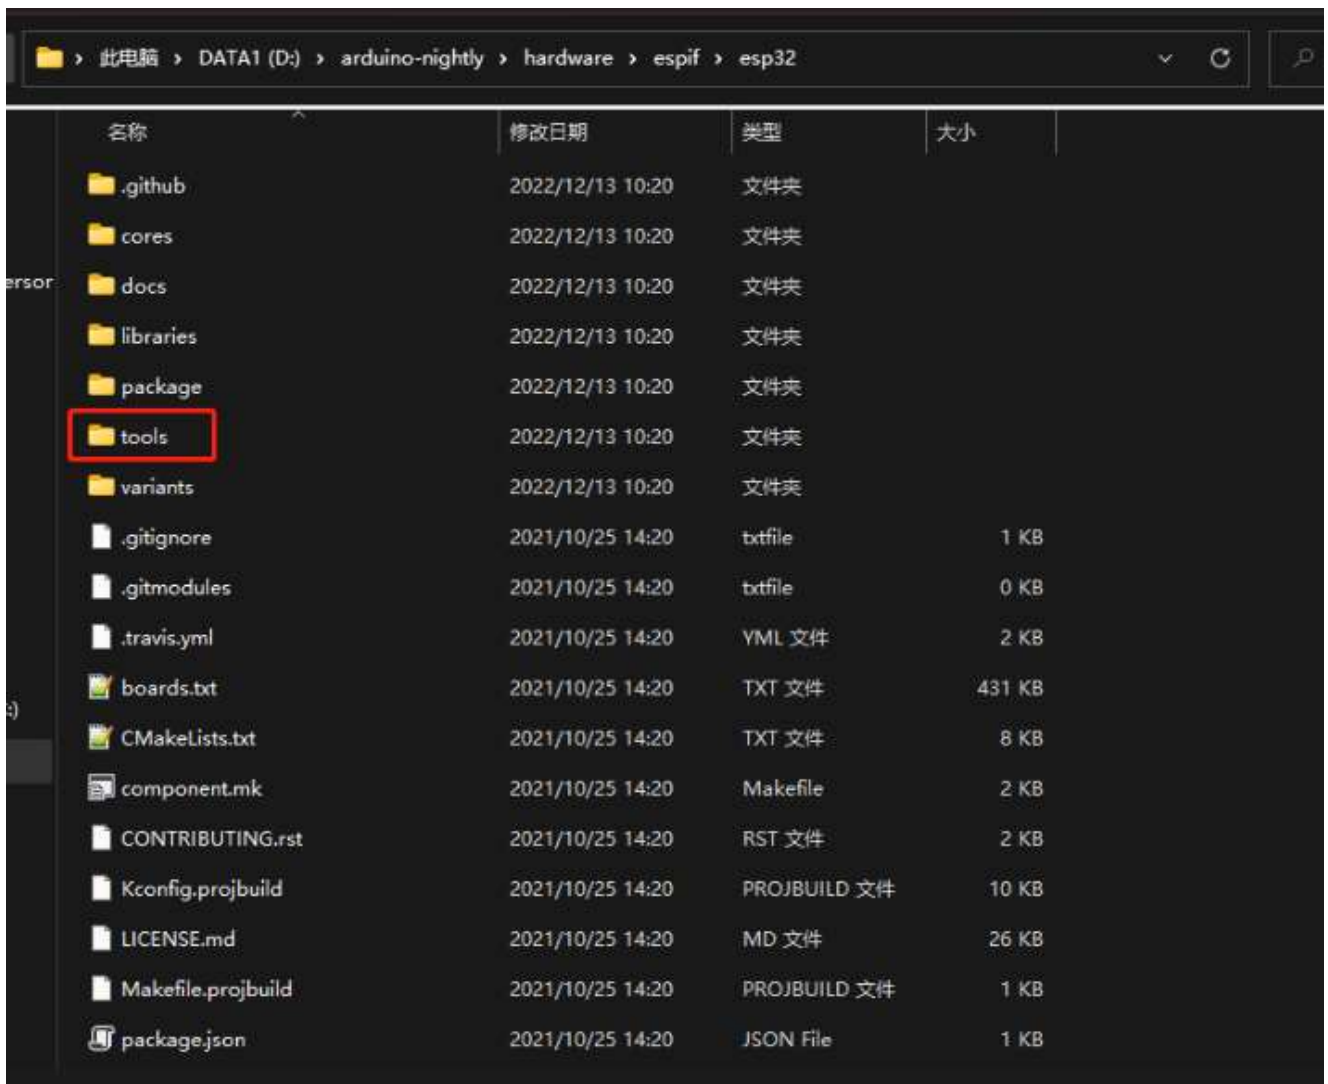 此电脑 > DATA1 (D:) > arduino-nightly > hardware > espif > esp32
名称 修改日期 类型 大小
.github 2022/12/13 10:20 文件夹
cores 2022/12/13 10:20 文件夹
ersor
docs 2022/12/13 10:20 文件夹
libraries 2022/12/13 10:20 文件夹
package 2022/12/13 10:20 文件夹
tools 2022/12/13 10:20 文件夹
variants 2022/12/13 10:20 文件夹
.gitignore 2021/10/25 14:20 txtfile 1 KB
.gitmodules 2021/10/25 14:20 txtfile 0 KB
.travis.yml 2021/10/25 14:20 YML 文件 2 KB
boards.txt 2021/10/25 14:20 TXT 文件 431 KB
:)
CMakeLists.txt 2021/10/25 14:20 TXT 文件 8 KB
component.mk 2021/10/25 14:20 Makefile 2 KB
CONTRIBUTING.rst 2021/10/25 14:20 RST 文件 2 KB
Kconfig.projbuild 2021/10/25 14:20 PROJBUILD 文件 10 KB
LICENSE.md 2021/10/25 14:20 MD 文件 26 KB
Makefile.projbuild 2021/10/25 14:20 PROJBUILD 文件 1 KB
package.json 2021/10/25 14:20 JSON File 1 KB